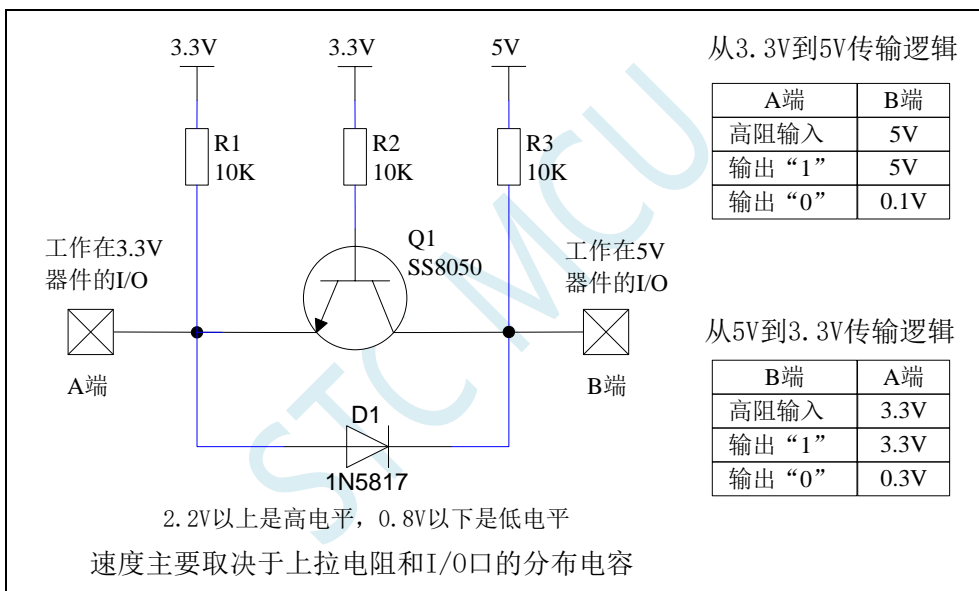 3.3V
3.3V
5V
R1
10K
R2
10K
R3
10K
Q1
SS8050
工作在3.3V
器件的I/O
A端
工作在5V
器件的I/O
B端
D1
1N5817
2.2V以上是高电平，0.8V以下是低电平
速度主要取决于上拉电阻和I/O口的分布电容
从3.3V到5V传输逻辑
A端 B端
高阻输入 5V
输出“1” 5V
输出“0” 0.1V
从5V到3.3V传输逻辑
B端 A端
高阻输入 3.3V
输出“1” 3.3V
输出“0” 0.3V
STC MCU